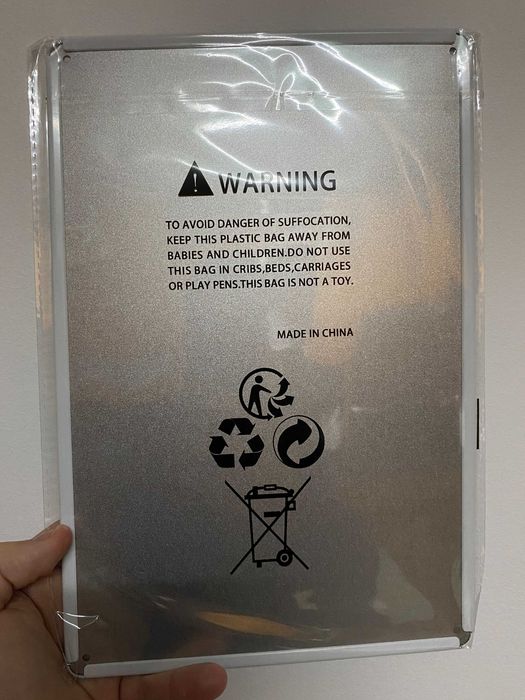 WARNING
TO AVOID DANGER OF SUFFOCATION,
KEEP THIS PLASTIC BAG AWAY FROM
BABIES AND CHILDREN.DO NOT USE
THIS BAG IN CRIBS,BEDS,CARRIAGES
OR PLAY PENS.THIS BAG IS NOT A TOY.
MADE IN CHINA